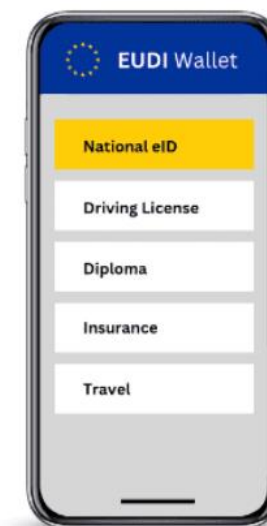 EUDI Wallet
National eID
Driving License
Diploma
Insurance
Travel